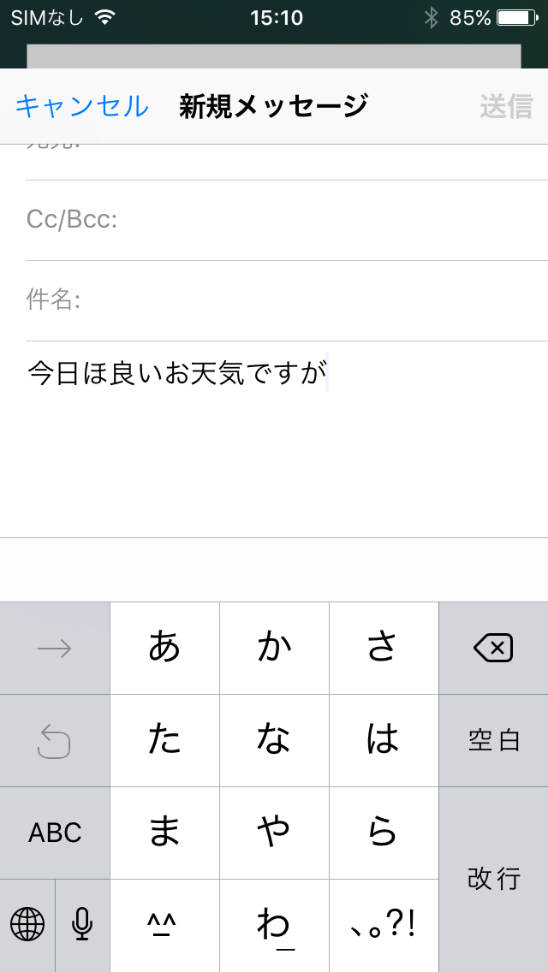 SIMなし 15:10 85%
キャンセル 新規メッセージ 送信
Cc/Bcc:
件名:
今日ほ良いお天気ですが
→ あ か さ
た な は 空白
ABC ま や ら
^^ わ_ 、。?! 改行